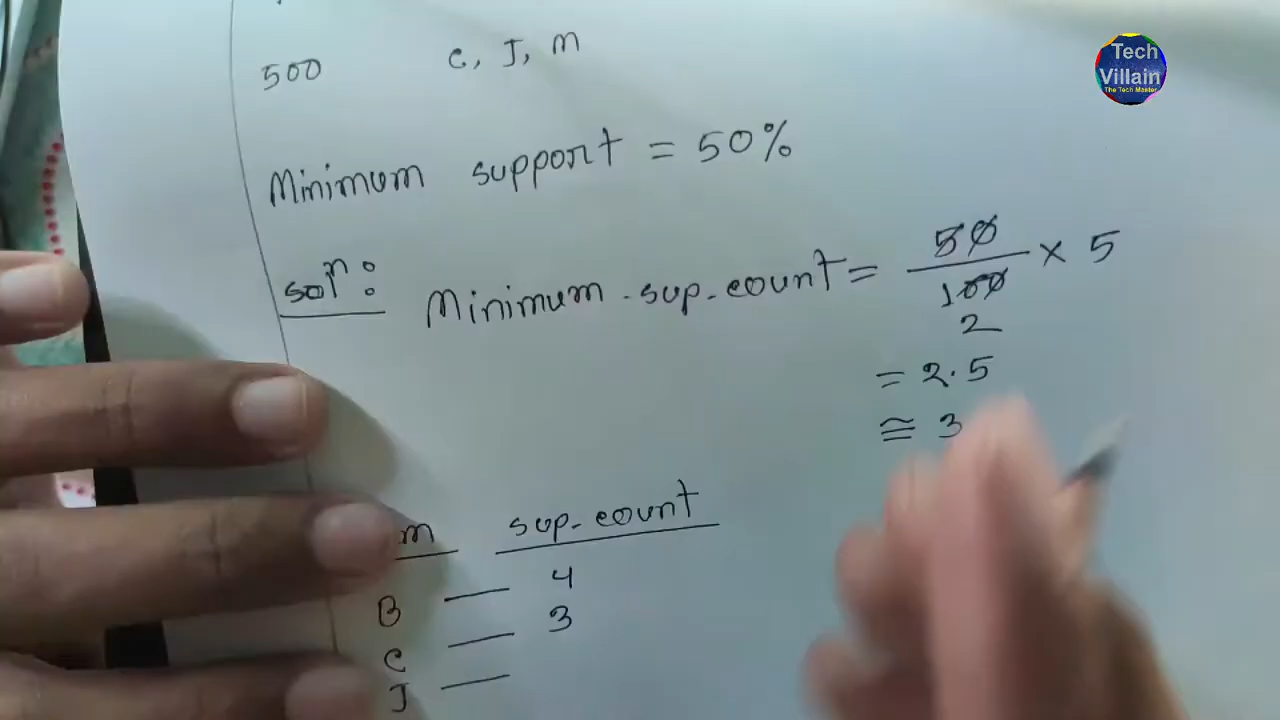 500 C, J, M
Minimum support = 50%
Solⁿ: Minimum sup. count = 50/100 × 5
2
= 2.5
≅ 3
m sup. count
B — 4
C — 3
J —
Tech
Villain
The Tech Master